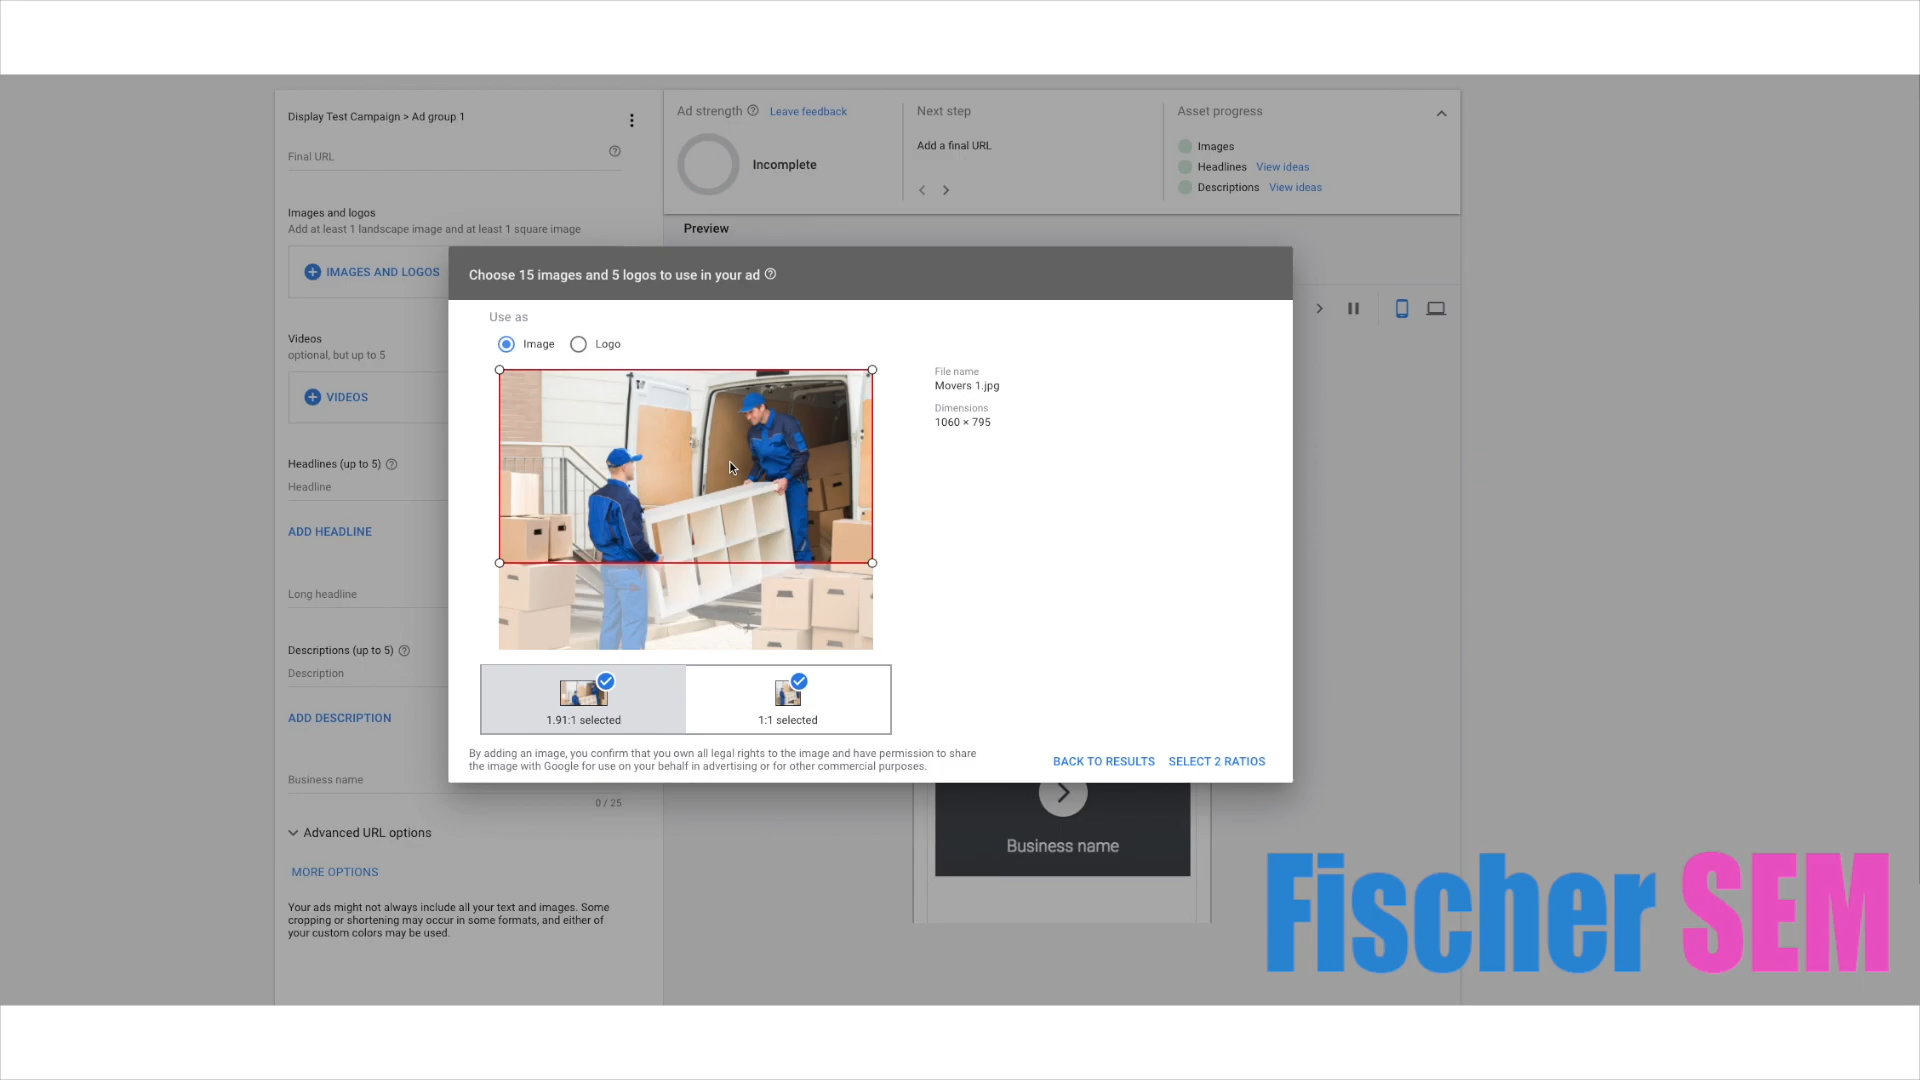 Display Test Campaign > Ad group 1
Final URL
Images and logos
Add at least 1 landscape image and at least 1 square image
IMAGES AND LOGOS
Videos
optional, but up to 5
VIDEOS
Headlines (up to 5)
Headline
ADD HEADLINE
Long headline
Descriptions (up to 5)
Description
ADD DESCRIPTION
Business name
0 / 25
Advanced URL options
MORE OPTIONS
Your ads might not always include all your text and images. Some
cropping or shortening may occur in some formats, and either of
your custom colors may be used.
Ad strength Leave feedback
Incomplete
Next step
Add a final URL
Asset progress
Images
Headlines View ideas
Descriptions View ideas
Preview
Choose 15 images and 5 logos to use in your ad
Use as
Image Logo
File name
Movers 1.jpg
Dimensions
1060 × 795
1.91:1 selected
1:1 selected
By adding an image, you confirm that you own all legal rights to the image and have permission to share
the image with Google for use on your behalf in advertising or for other commercial purposes.
BACK TO RESULTS SELECT 2 RATIOS
Business name
Fischer SEM